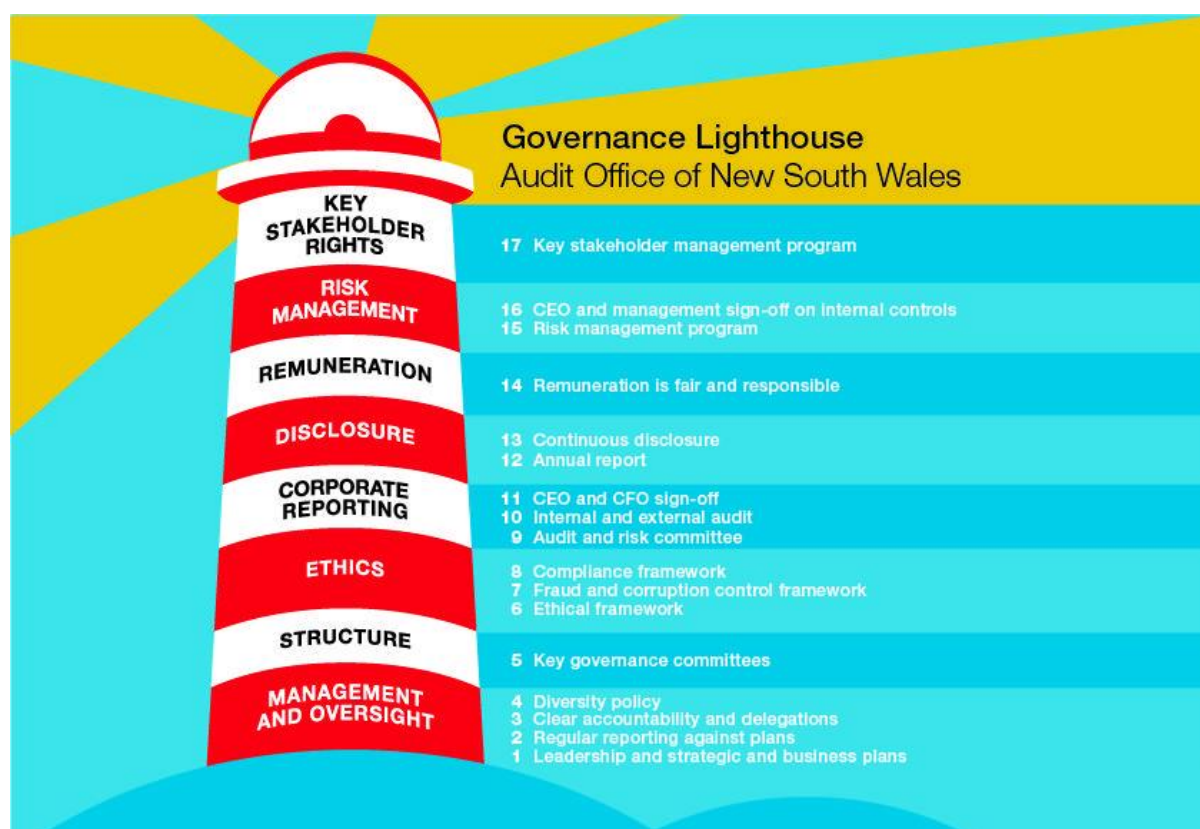 Governance Lighthouse
Audit Office of New South Wales
KEY
STAKEHOLDER
RIGHTS
17 Key stakeholder management program
RISK
MANAGEMENT
16 CEO and management sign-off on internal controls
15 Risk management program
REMUNERATION
14 Remuneration is fair and responsible
DISCLOSURE
13 Continuous disclosure
12 Annual report
CORPORATE
REPORTING
11 CEO and CFO sign-off
10 Internal and external audit
9 Audit and risk committee
ETHICS
8 Compliance framework
7 Fraud and corruption control framework
6 Ethical framework
STRUCTURE
5 Key governance committees
MANAGEMENT
AND OVERSIGHT
4 Diversity policy
3 Clear accountability and delegations
2 Regular reporting against plans
1 Leadership and strategic and business plans